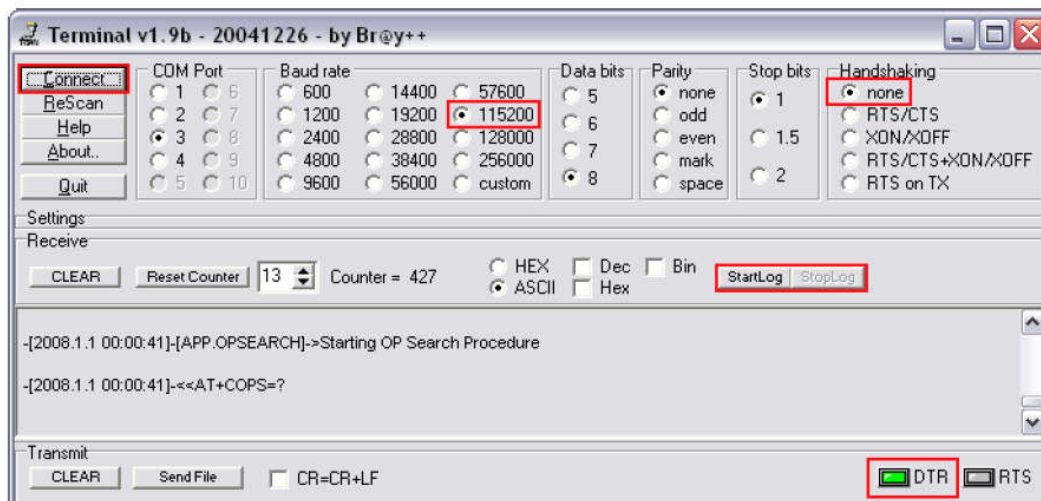 Terminal v1.9b - 20041226 - by Br@y++
Connect
ReScan
Help
About..
Quit
COM Port
1 6
2 7
3 8
4 9
5 10
Baud rate
600 14400 57600
1200 19200 115200
2400 28800 128000
4800 38400 256000
9600 56000 custom
Data bits
5
6
7
8
Parity
none
odd
even
mark
space
Stop bits
1
1.5
2
Handshaking
none
RTS/CTS
XON/XOFF
RTS/CTS+XON/XOFF
RTS on TX
Settings
Receive
CLEAR Reset Counter 13 Counter = 427
HEX Dec Bin
ASCII Hex
StartLog StopLog
-[2008.1.1 00:00:41]-[APP.OPSEARCH]->Starting OP Search Procedure
-[2008.1.1 00:00:41]-<<AT+COPS=?
Transmit
CLEAR Send File CR=CR+LF DTR RTS